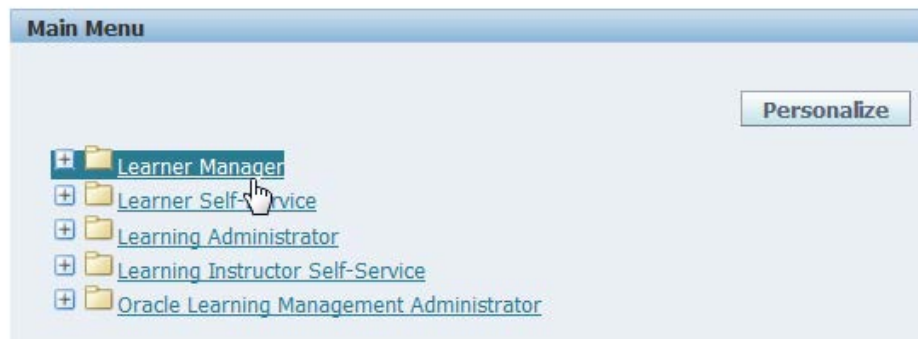 Main Menu
Personalize
Learner Manager
Learner Self-Service
Learning Administrator
Learning Instructor Self-Service
Oracle Learning Management Administrator